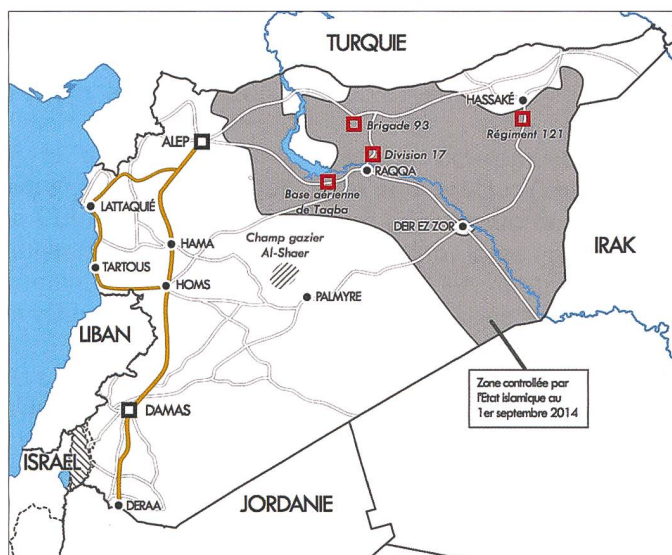 TURQUIE
HASSAKÉ
Brigade 93
Régiment 121
ALEP
Division 17
RAQQA
Base aérienne
de Taqba
LATTAQUIÉ
DEIR EZ ZOR
HAMA
Champ gazier
Al-Shaer
IRAK
TARTOUS
HOMS
PALMYRE
LIBAN
Zone controllée par
l'Etat islamique au
1er septembre 2014
DAMAS
ISRAEL
DERAA
JORDANIE